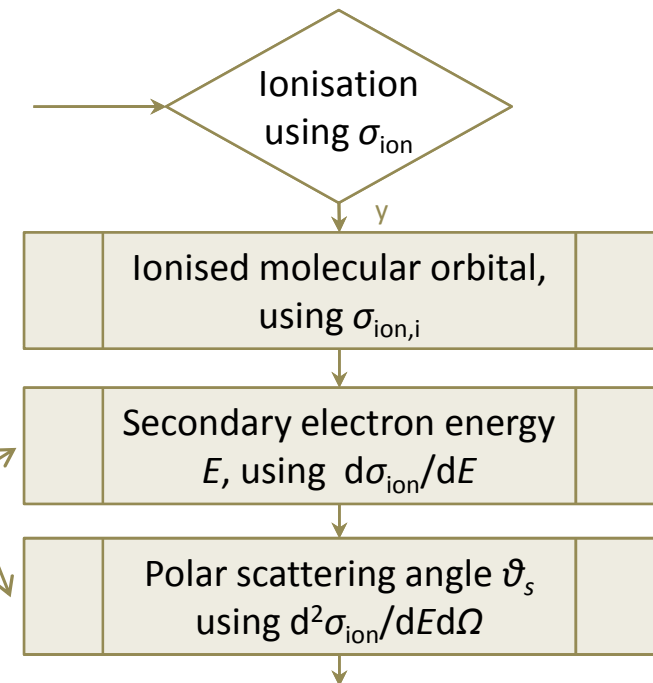 Ionisation
using σion
y
Ionised molecular orbital,
using σion,i
Secondary electron energy
E, using dσion/dE
Polar scattering angle ϑs
using d²σion/dEdΩ